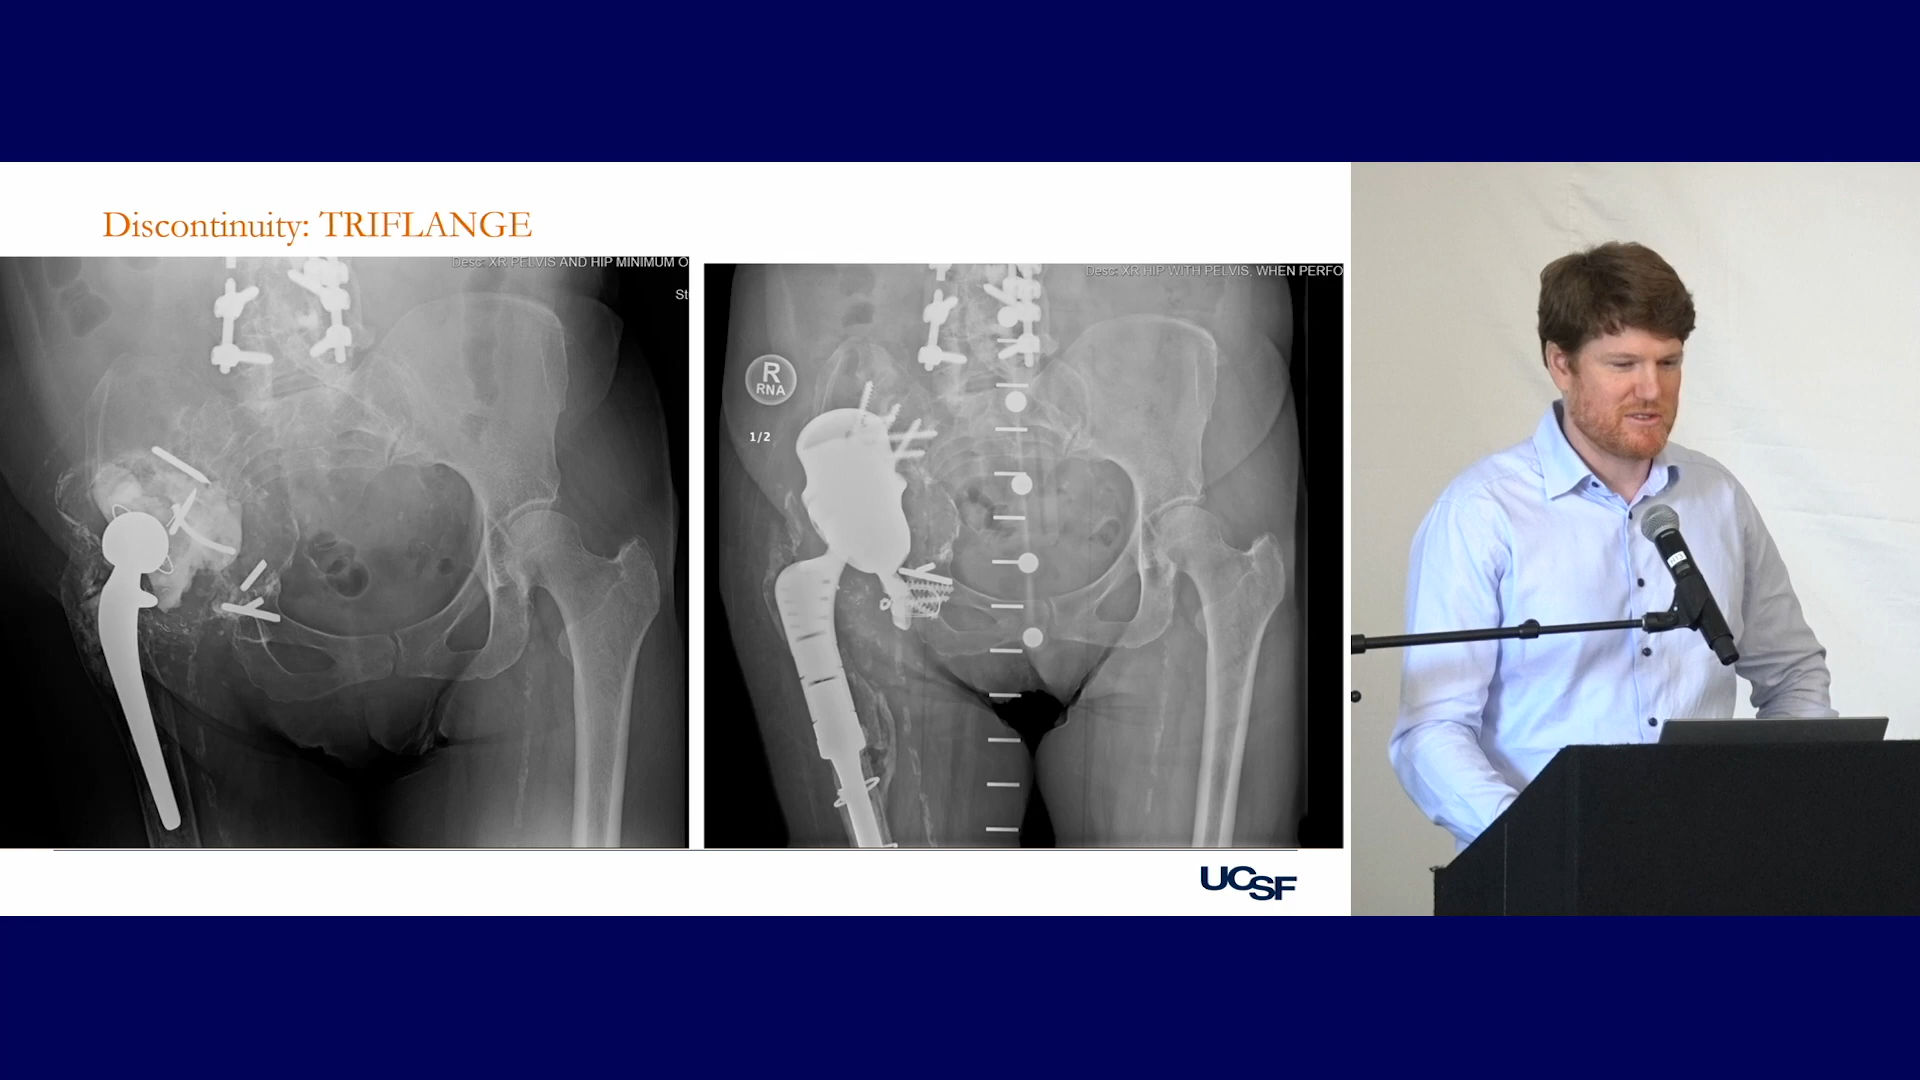 Discontinuity: TRIFLANGE
Desc: XR PELVIS AND HIP MINIMUM O
St
Desc: XR HIP WITH PELVIS, WHEN PERFO
R
RNA
1/2
UCSF